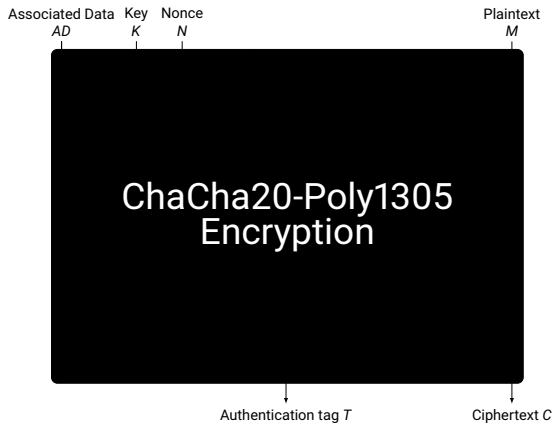 Associated Data Key Nonce Plaintext
AD K N M
ChaCha20-Poly1305
Encryption
Authentication tag T Ciphertext C